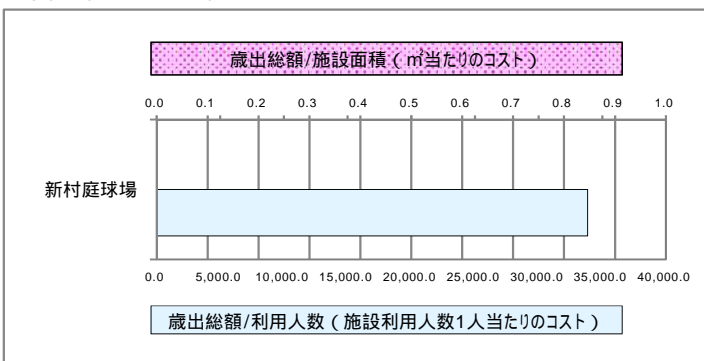 歳出総額/施設面積(㎡当たりのコスト)
0.0 0.1 0.2 0.3 0.4 0.5 0.6 0.7 0.8 0.9 1.0
新村庭球場
0.0 5,000.0 10,000.0 15,000.0 20,000.0 25,000.0 30,000.0 35,000.0 40,000.0
歳出総額/利用人数(施設利用人数1人当たりのコスト)